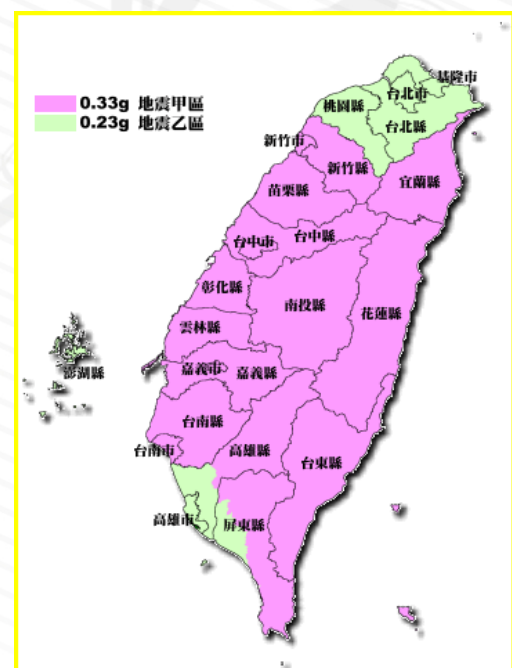 0.33g 地震甲區
0.23g 地震乙區
基隆市
台北市
桃園縣
台北縣
新竹市
新竹縣
宜蘭縣
苗栗縣
台中市
台中縣
彰化縣
南投縣
花蓮縣
雲林縣
澎湖縣
嘉義市
嘉義縣
台南縣
台南市
高雄縣
台東縣
高雄市
屏東縣